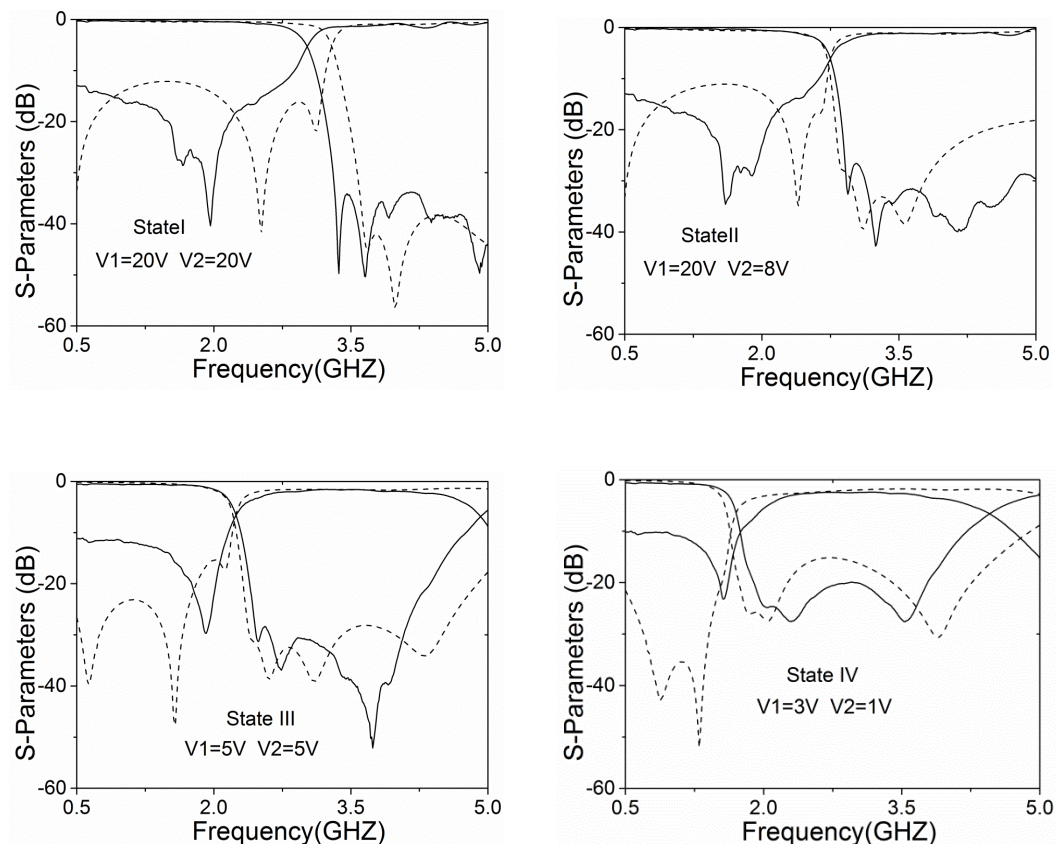 S-Parameters (dB)
0
-20
-40
-60
StateI
V1=20V V2=20V
0.5 2.0 3.5 5.0
Frequency(GHZ)
S-Parameters (dB)
0
-20
-40
-60
StateII
V1=20V V2=8V
0.5 2.0 3.5 5.0
Frequency(GHZ)
S-Parameters (dB)
0
-20
-40
-60
State III
V1=5V V2=5V
0.5 2.0 3.5 5.0
Frequency(GHZ)
S-Parameters (dB)
0
-20
-40
-60
State IV
V1=3V V2=1V
0.5 2.0 3.5 5.0
Frequency(GHZ)